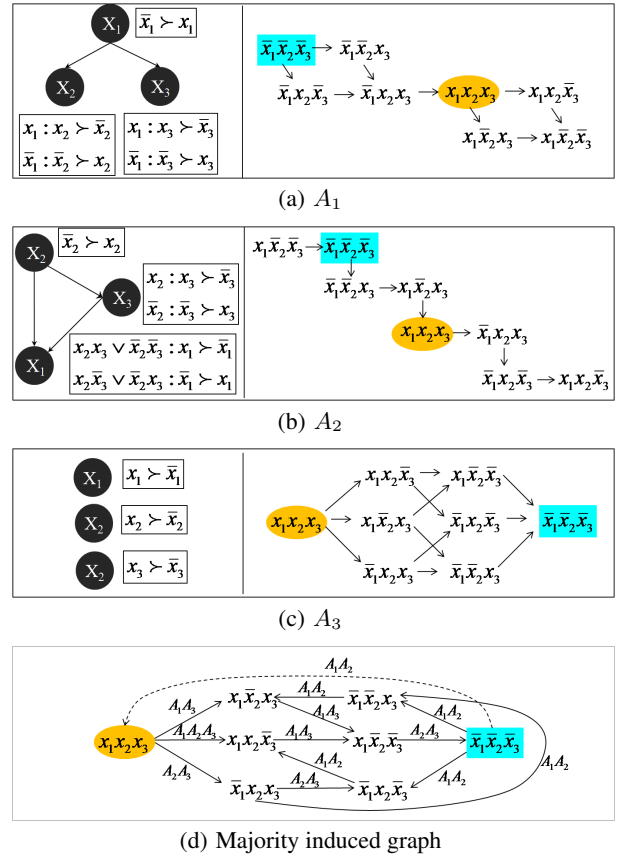 X₁ x̄₁ ≻ x₁
X₂ X₃
x₁ : x₂ ≻ x̄₂
x̄₁ : x̄₂ ≻ x₂
x₁ : x₃ ≻ x̄₃
x̄₁ : x̄₃ ≻ x₃
x̄₁x̄₂x̄₃ → x̄₁x̄₂x₃
x̄₁x₂x̄₃ → x̄₁x₂x₃ → x₁x₂x₃ → x₁x₂x̄₃
x₁x̄₂x₃ → x₁x̄₂x̄₃
(a) A₁
X₂ x̄₂ ≻ x₂
X₃
x₂ : x₃ ≻ x̄₃
x̄₂ : x̄₃ ≻ x₃
X₁
x₂x₃ ∨ x̄₂x̄₃ : x₁ ≻ x̄₁
x₂x̄₃ ∨ x̄₂x₃ : x̄₁ ≻ x₁
x₁x̄₂x̄₃ → x̄₁x̄₂x̄₃
x̄₁x̄₂x₃ → x₁x̄₂x₃
x₁x₂x₃ → x̄₁x₂x₃
x̄₁x₂x̄₃ → x₁x₂x̄₃
(b) A₂
X₁ x₁ ≻ x̄₁
X₂ x₂ ≻ x̄₂
X₂ x₃ ≻ x̄₃
x₁x₂x̄₃ → x₁x̄₂x̄₃
x₁x₂x₃ → x₁x̄₂x₃ x̄₁x₂x̄₃ → x̄₁x̄₂x̄₃
x̄₁x₂x₃ → x̄₁x̄₂x₃
(c) A₃
A₁A₂
A₁A₃ x₁x̄₂x₃ A₁A₂ x̄₁x̄₂x₃
A₁A₃ A₁A₂
x₁x₂x₃ A₁A₂A₃ x₁x₂x̄₃ A₁A₃ x₁x̄₂x̄₃ A₂A₃ x̄₁x̄₂x̄₃
A₂A₃ A₁A₂ A₁A₂ A₁A₂
x̄₁x₂x₃ A₂A₃ x̄₁x₂x̄₃
(d) Majority induced graph